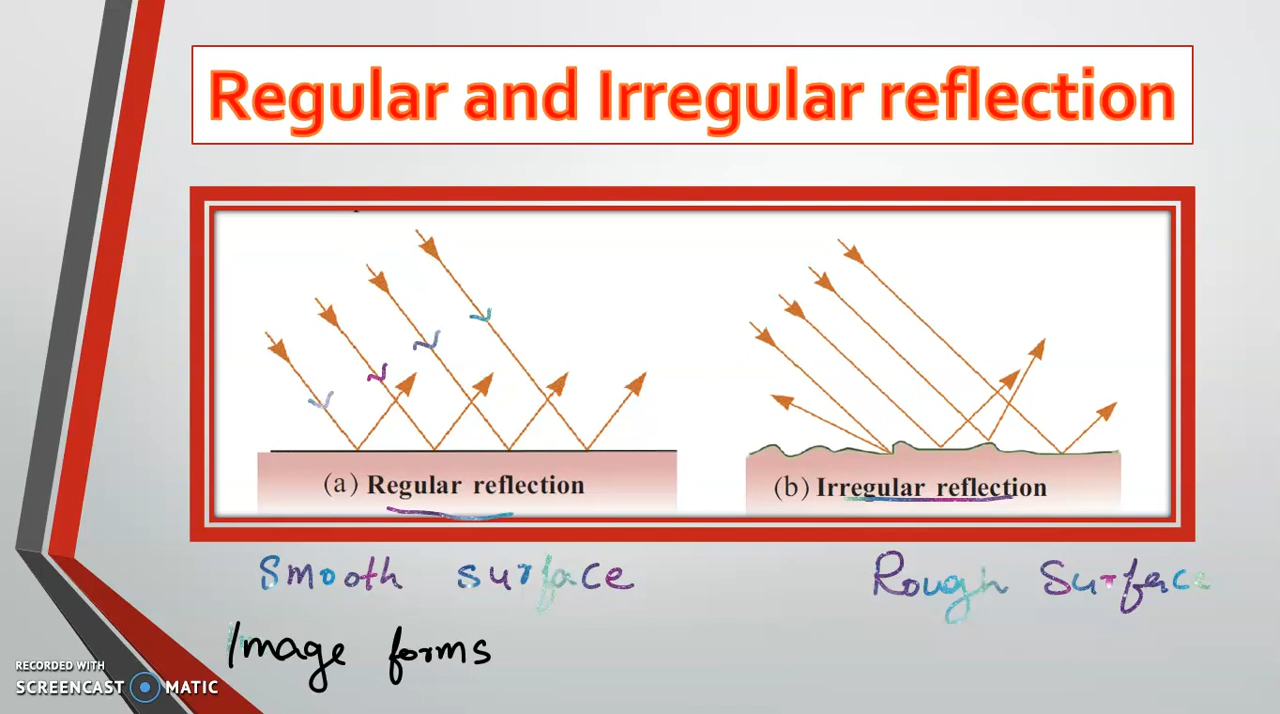 Regular and Irregular reflection
(a) Regular reflection
(b) Irregular reflection
Smooth surface
Rough Surface
Image forms
RECORDED WITH
SCREENCAST MATIC